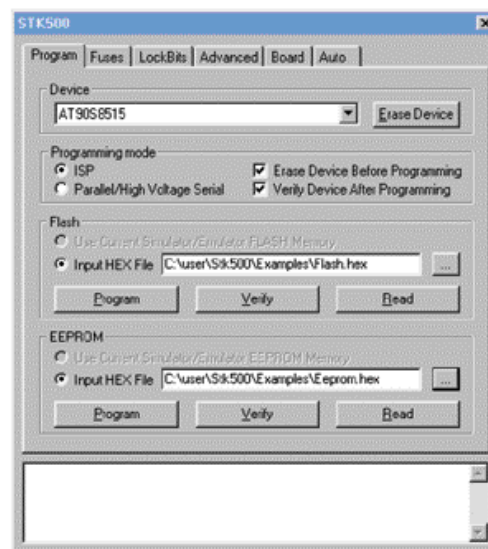 STK500
Program Fuses LockBits Advanced Board Auto
Device
AT90S8515 Erase Device
Programming mode
ISP Erase Device Before Programming
Parallel/High Voltage Serial Verify Device After Programming
Flash
Use Current Simulator/Emulator FLASH Memory
Input HEX File C:\user\Stk500\Examples\Flash.hex ...
Program Verify Read
EEPROM
Use Current Simulator/Emulator EEPROM Memory
Input HEX File C:\user\Stk500\Examples\Eeprom.hex ...
Program Verify Read